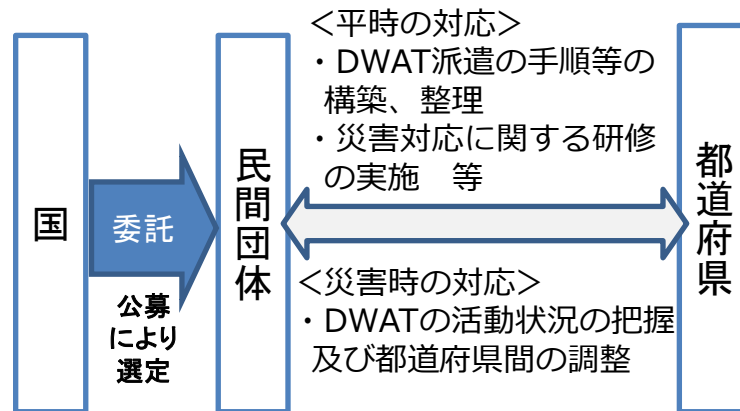 国
委託
公募
により
選定
民間団体
＜平時の対応＞
・DWAT派遣の手順等の
構築、整理
・災害対応に関する研修
の実施　等
＜災害時の対応＞
・DWATの活動状況の把握
及び都道府県間の調整
都道府県